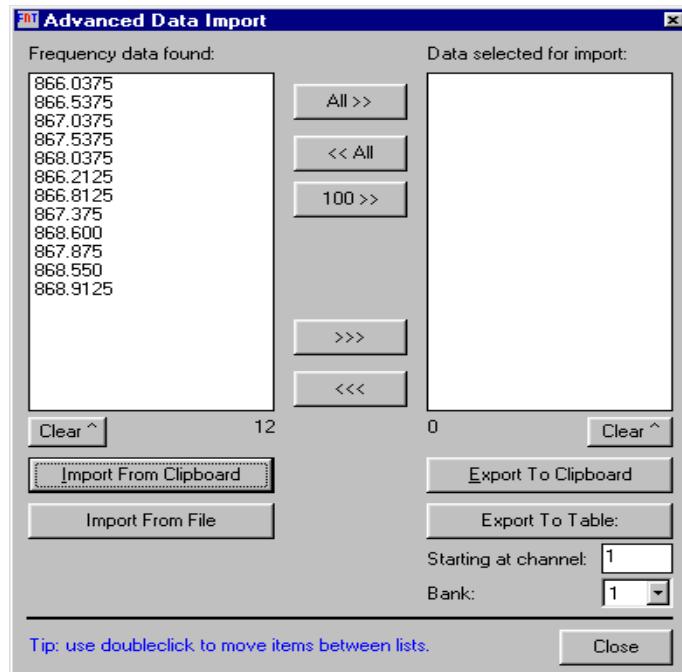 FNT Advanced Data Import
Frequency data found:
Data selected for import:
866.0375
866.5375
867.0375
867.5375
868.0375
866.2125
866.8125
867.375
868.600
867.875
868.550
868.9125
All >>
<< All
100 >>
>>>
<<<
Clear ^
12
0
Clear ^
Import From Clipboard
Export To Clipboard
Import From File
Export To Table:
Starting at channel: 1
Bank: 1
Tip: use doubleclick to move items between lists.
Close